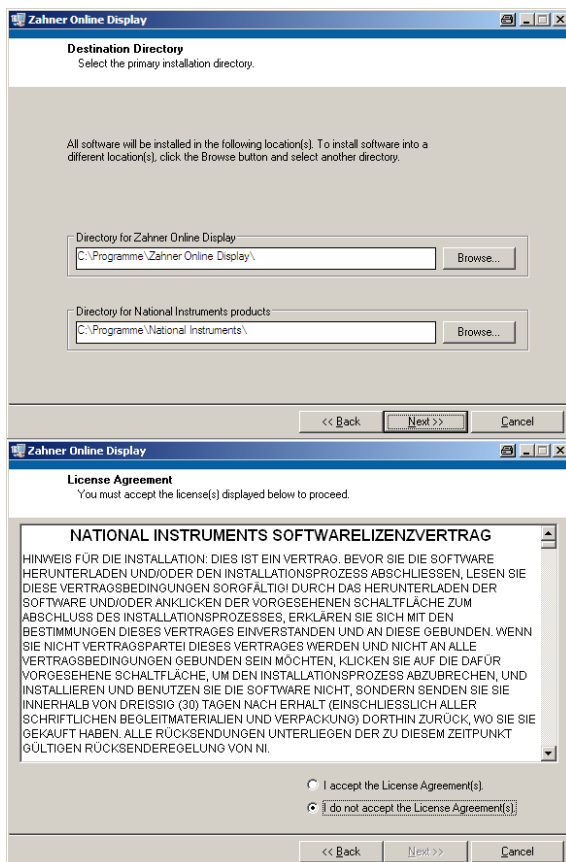 Zahner Online Display
Destination Directory
Select the primary installation directory.
All software will be installed in the following location(s). To install software into a
different location(s), click the Browse button and select another directory.
Directory for Zahner Online Display
C:\Programme\Zahner Online Display\
Browse...
Directory for National Instruments products
C:\Programme\National Instruments\
Browse...
<< Back
Next >>
Cancel
Zahner Online Display
License Agreement
You must accept the license(s) displayed below to proceed.
NATIONAL INSTRUMENTS SOFTWARELIZENZVERTRAG
HINWEIS FÜR DIE INSTALLATION: DIES IST EIN VERTRAG. BEVOR SIE DIE SOFTWARE
HERUNTERLADEN UND/ODER DEN INSTALLATIONSPROZESS ABSCHLIESSEN, LESEN SIE
DIESE VERTRAGSBEDINGUNGEN SORGFÄLTIG! DURCH DAS HERUNTERLADEN DER
SOFTWARE UND/ODER ANKLICKEN DER VORGESEHENEN SCHALTFLÄCHE ZUM
ABSCHLUSS DES INSTALLATIONSPROZESSES, ERKLÄREN SIE SICH MIT DEN
BESTIMMUNGEN DIESES VERTRAGES EINVERSTANDEN UND AN DIESE GEBUNDEN. WENN
SIE NICHT VERTRAGSPARTEI DIESES VERTRAGES WERDEN UND NICHT AN ALLE
VERTRAGSBEDINGUNGEN GEBUNDEN SEIN MÖCHTEN, KLICKEN SIE AUF DIE DAFÜR
VORGESEHENE SCHALTFLÄCHE, UM DEN INSTALLATIONSPROZESS ABZUBRECHEN, UND
INSTALLIEREN UND BENUTZEN SIE DIE SOFTWARE NICHT, SONDERN SENDEN SIE SIE
INNERHALB VON DREISSIG (30) TAGEN NACH ERHALT (EINSCHLIESSLICH ALLER
SCHRIFTLICHEN BEGLEITMATERIALIEN UND VERPACKUNG) DORTHIN ZURÜCK, WO SIE SIE
GEKAUFT HABEN. ALLE RÜCKSENDUNGEN UNTERLIEGEN DER ZU DIESEM ZEITPUNKT
GÜLTIGEN RÜCKSENDEREGELUNG VON NI.
I accept the License Agreement(s).
I do not accept the License Agreement(s).
<< Back
Next >>
Cancel